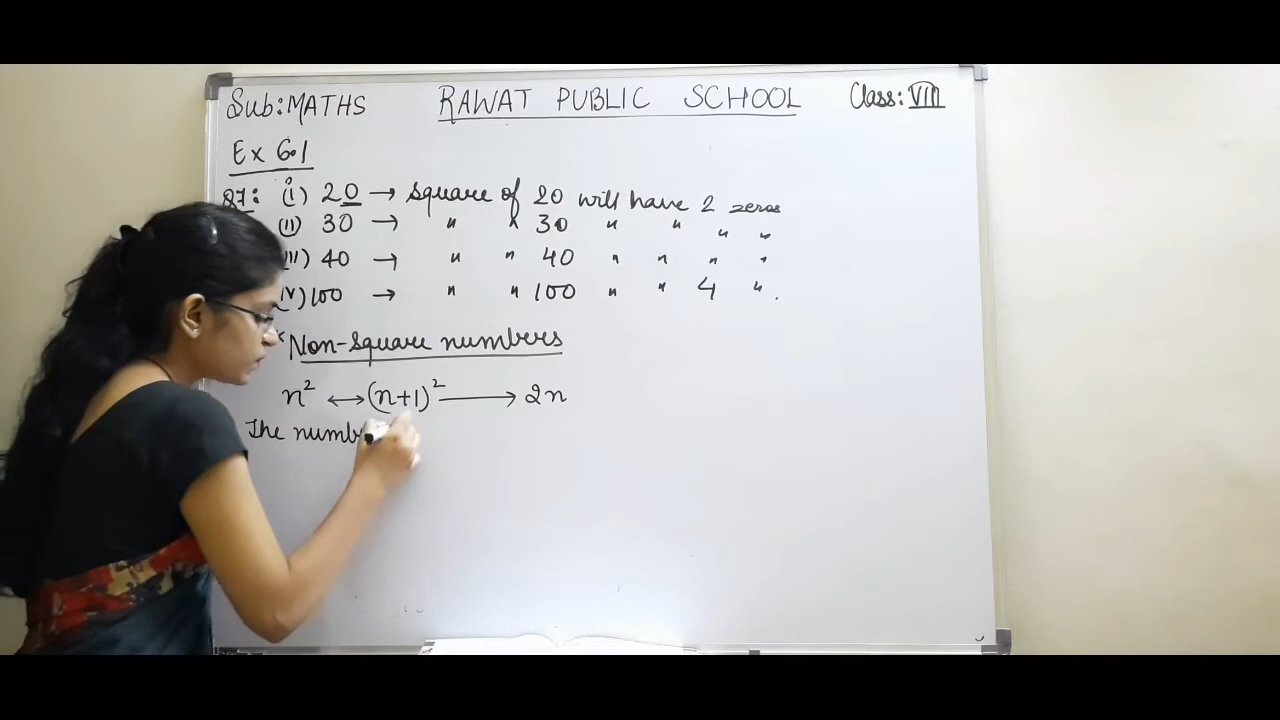 Sub: MATHS RAWAT PUBLIC SCHOOL Class: VIII
Ex 6.1
Q7: (i) 20 → square of 20 will have 2 zeros
(ii) 30 → " " 30 " " " "
(iii) 40 → " " 40 " " " "
(iv) 100 → " " 100 " " 4 " .
* Non-square numbers
n² ↔ (n+1)² → 2n
The numb